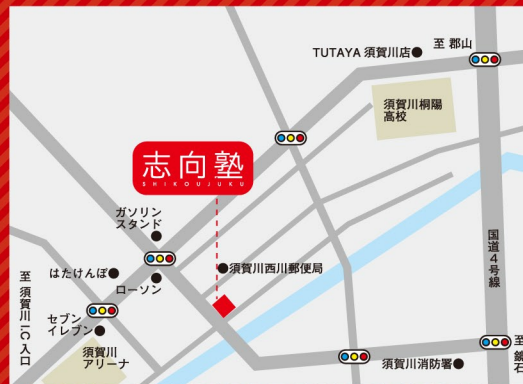 至 郡山
TUTAYA 須賀川店
須賀川桐陽
高校
志向塾
SHIKOUJUKU
ガソリン
スタンド
国道4号線
須賀川西川郵便局
はたけんぼ
ローソン
至 須賀川IC入口
セブン
イレブン
須賀川
アリーナ
須賀川消防署
至 鏡石